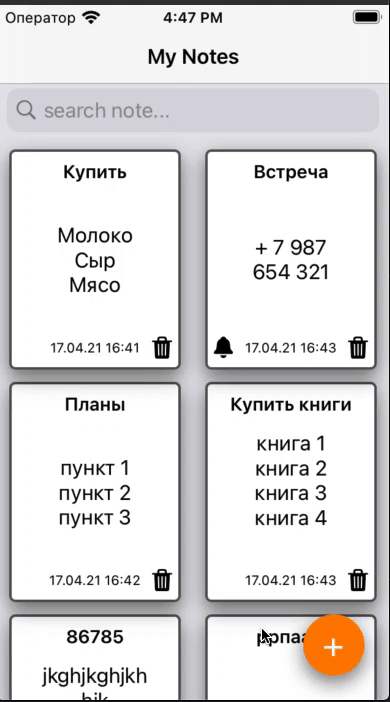 Оператор 4:47 PM
My Notes
search note...
Купить
Молоко
Сыр
Мясо
17.04.21 16:41
Встреча
+ 7 987
654 321
17.04.21 16:43
Планы
пункт 1
пункт 2
пункт 3
17.04.21 16:42
Купить книги
книга 1
книга 2
книга 3
книга 4
17.04.21 16:43
86785
jkghjkghjkh
+